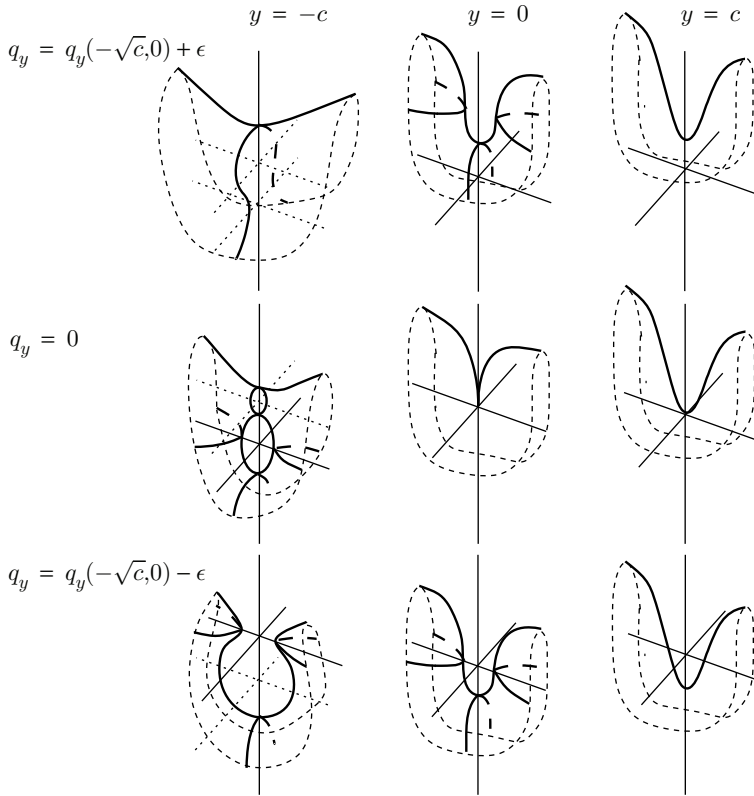 y = −c y = 0 y = c
q_y = q_y(−√c,0) + ϵ
q_y = 0
q_y = q_y(−√c,0) − ϵ